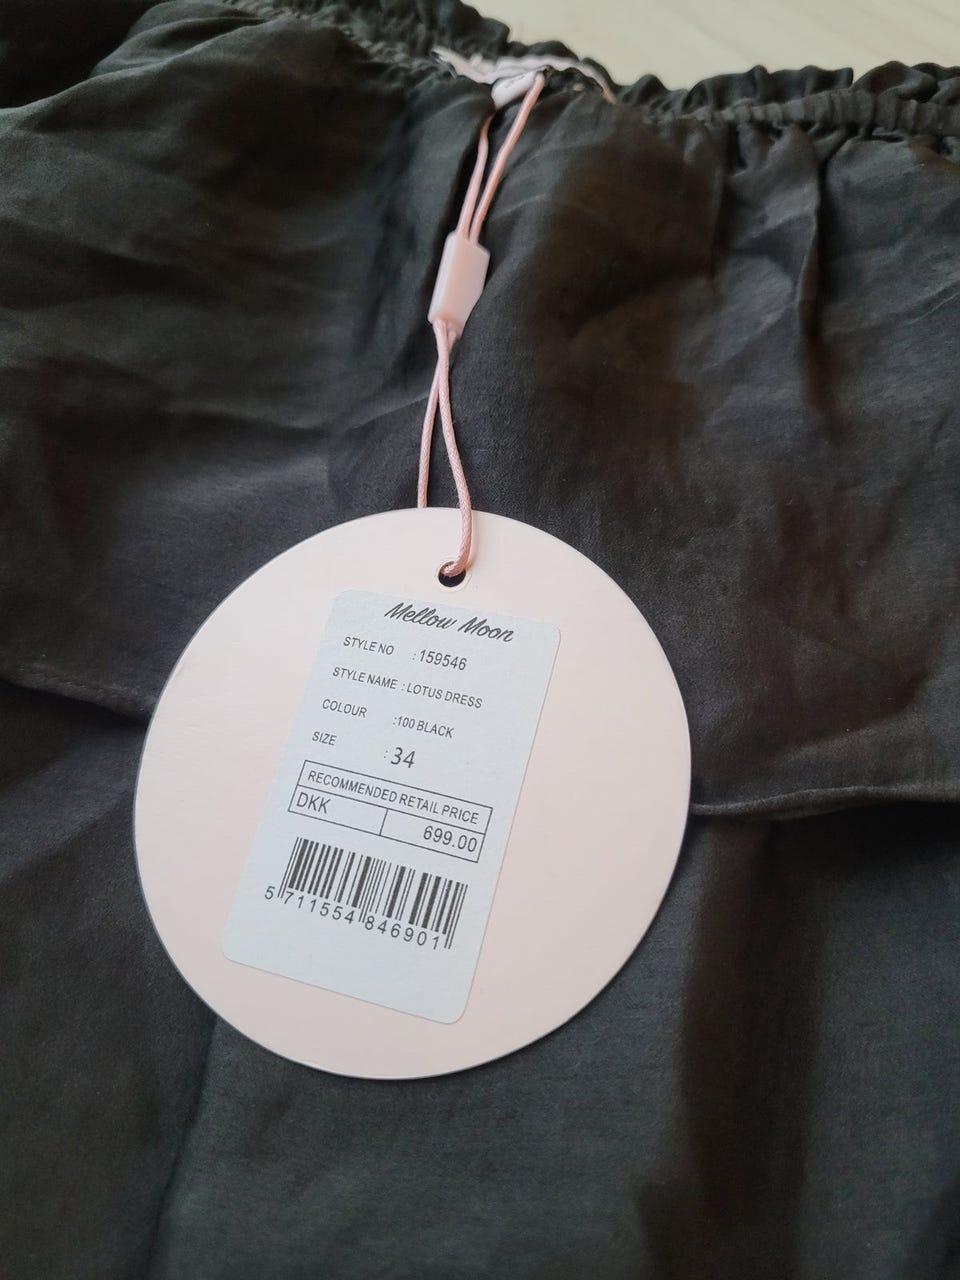 Mellow Moon
STYLE NO : 159546
STYLE NAME : LOTUS DRESS
COLOUR :100 BLACK
SIZE : 34
RECOMMENDED RETAIL PRICE
DKK 699.00
5 711554 846901